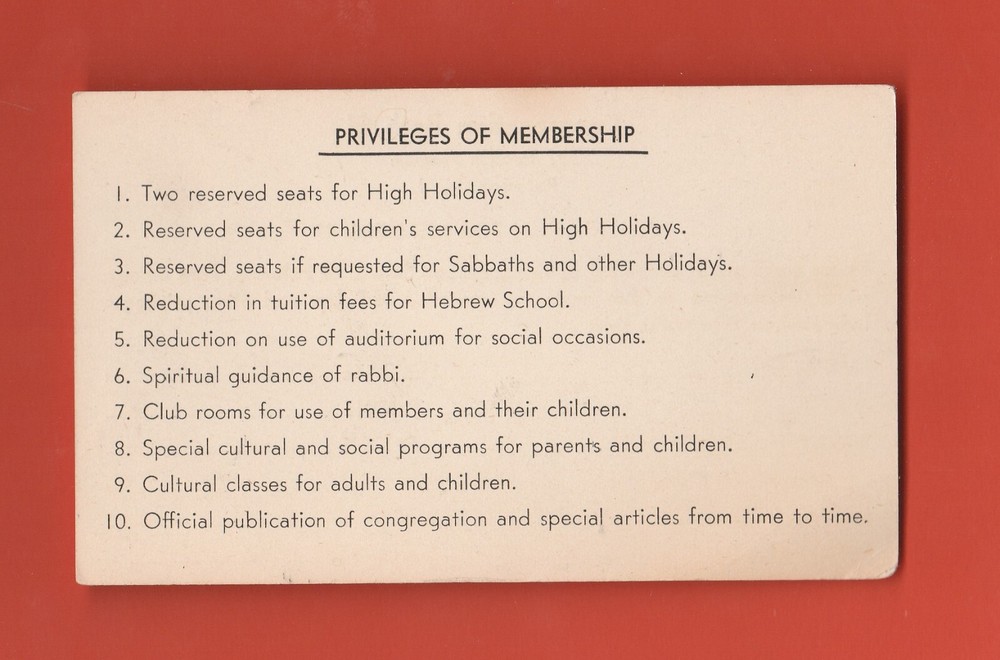 PRIVILEGES OF MEMBERSHIP
1. Two reserved seats for High Holidays.
2. Reserved seats for children's services on High Holidays.
3. Reserved seats if requested for Sabbaths and other Holidays.
4. Reduction in tuition fees for Hebrew School.
5. Reduction on use of auditorium for social occasions.
6. Spiritual guidance of rabbi.
7. Club rooms for use of members and their children.
8. Special cultural and social programs for parents and children.
9. Cultural classes for adults and children.
10. Official publication of congregation and special articles from time to time.